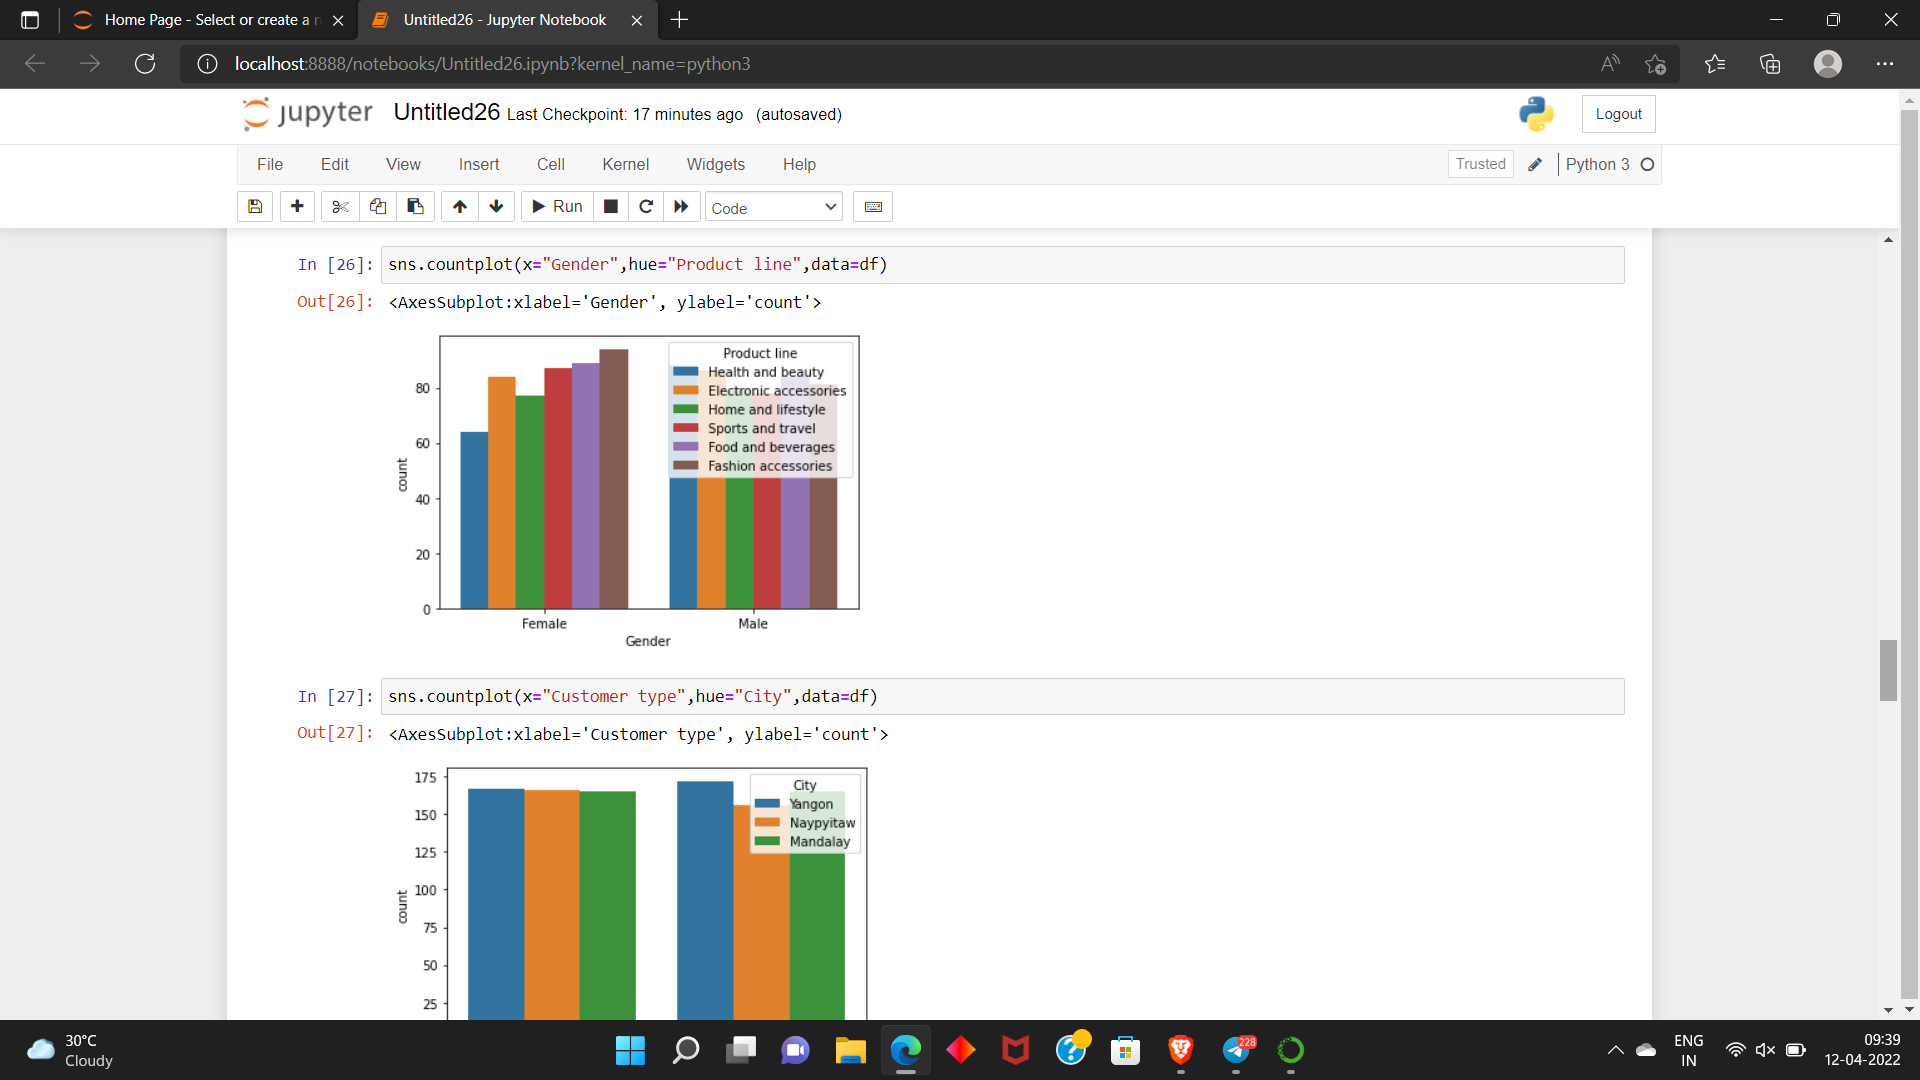 Home Page - Select or create a n
Untitled26 - Jupyter Notebook
localhost:8888/notebooks/Untitled26.ipynb?kernel_name=python3
jupyter Untitled26 Last Checkpoint: 17 minutes ago (autosaved)
Logout
File Edit View Insert Cell Kernel Widgets Help
Trusted
Python 3
Run
Code
In [26]: sns.countplot(x="Gender",hue="Product line",data=df)
Out[26]: <AxesSubplot:xlabel='Gender', ylabel='count'>
Product line
Health and beauty
Electronic accessories
Home and lifestyle
Sports and travel
Food and beverages
Fashion accessories
80
60
40
20
0
count
Female
Male
Gender
In [27]: sns.countplot(x="Customer type",hue="City",data=df)
Out[27]: <AxesSubplot:xlabel='Customer type', ylabel='count'>
City
Yangon
Naypyitaw
Mandalay
175
150
125
100
75
50
25
count
30°C
Cloudy
228
ENG
IN
09:39
12-04-2022